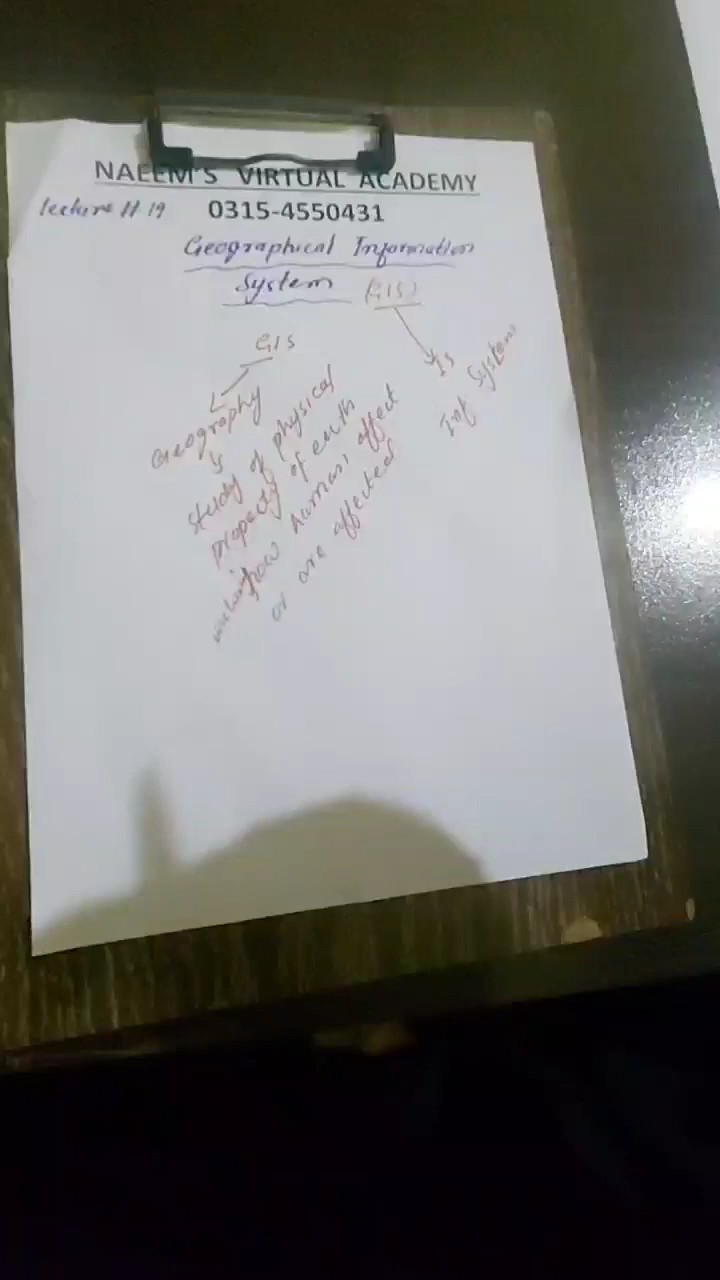 NAEEM'S VIRTUAL ACADEMY
lecture # 19 0315-4550431
Geographical Information
System (GIS)
GIS
Is
Inf System
Geography
Study of physical
property of earth
how human affect
or are affected